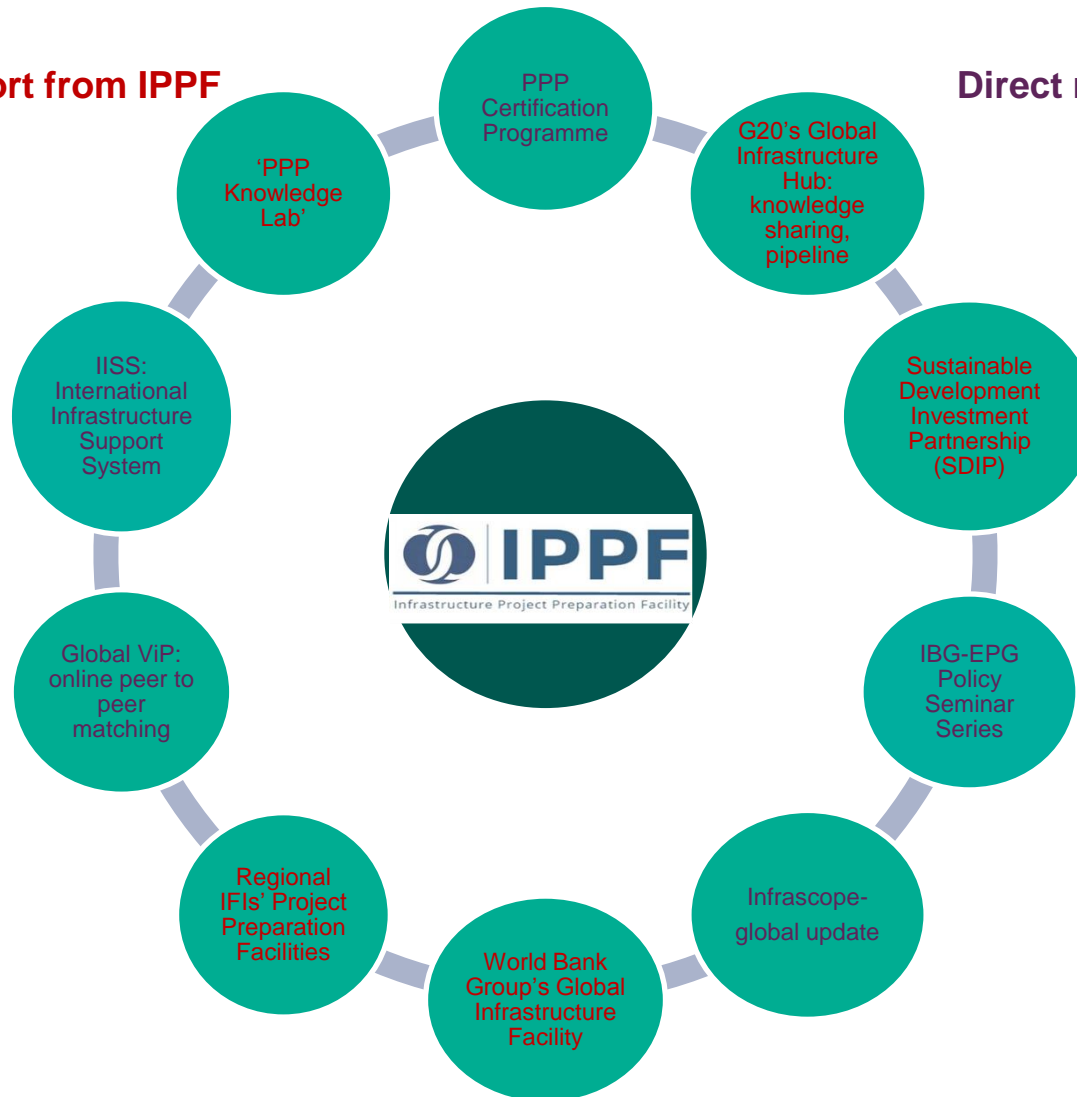 ort from IPPF
Direct
PPP
Certification
Programme
G20’s Global
Infrastructure
Hub:
knowledge
sharing,
pipeline
Sustainable
Development
Investment
Partnership
(SDIP)
IBG-EPG
Policy
Seminar
Series
Infrascope-
global update
World Bank
Group’s Global
Infrastructure
Facility
Regional
IFIs’ Project
Preparation
Facilities
Global ViP:
online peer to
peer
matching
IISS:
International
Infrastructure
Support
System
‘PPP
Knowledge
Lab’
IPPF
Infrastructure Project Preparation Facility